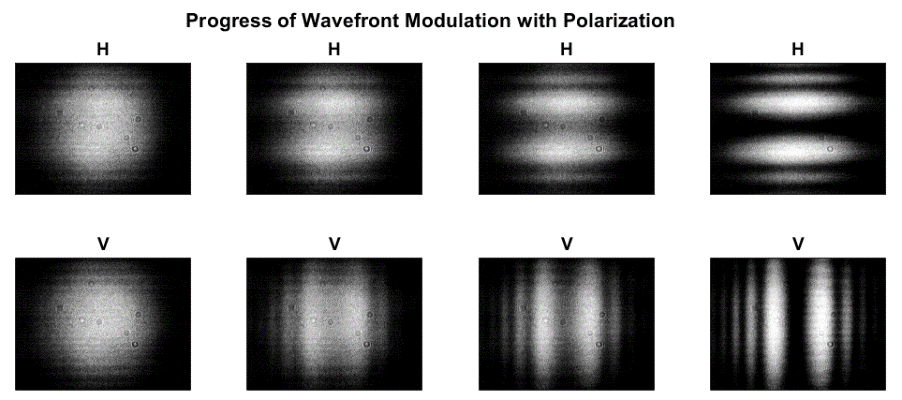 Progress of Wavefront Modulation with Polarization
H H H H
V V V V